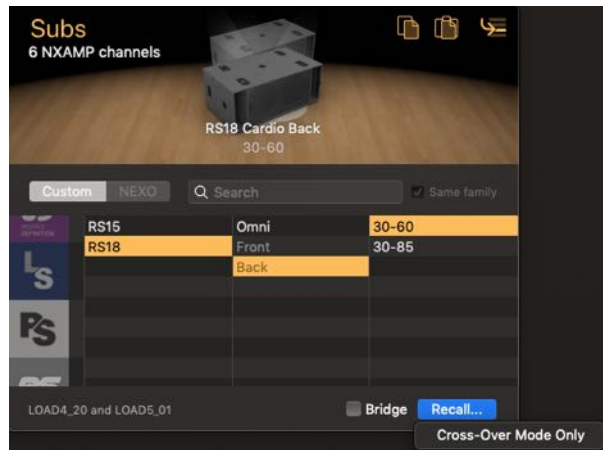 Subs
6 NXAMP channels
RS18 Cardio Back
30-60
Custom NEXO Search Same family
RS15 Omni 30-60
RS18 Front 30-85
Back
LS
PS
LOAD4_20 and LOAD5_01 Bridge Recall...
Cross-Over Mode Only